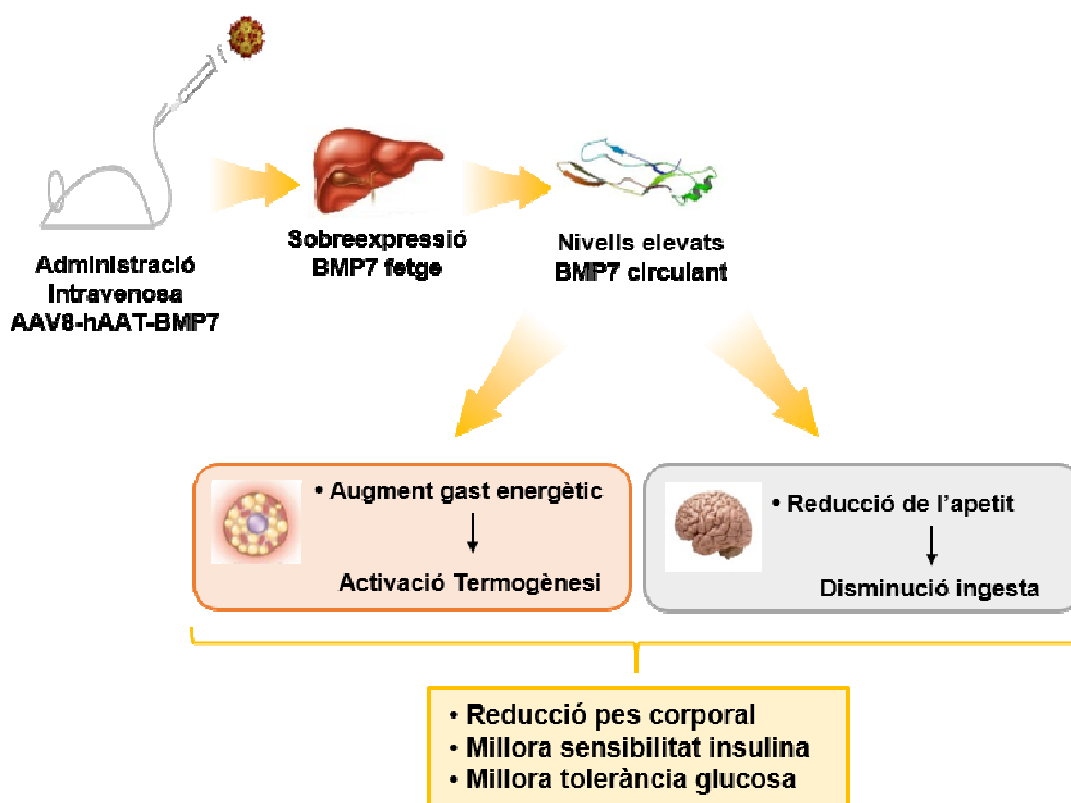 Administració
Intravenosa
AAV8-hAAT-BMP7
Sobreexpressió
BMP7 fetge
Nivells elevats
BMP7 circulant
• Augment gast energètic
Activació Termogènesi
• Reducció de l’apetit
Disminució ingesta
• Reducció pes corporal
• Millora sensibilitat insulina
• Millora tolerància glucosa